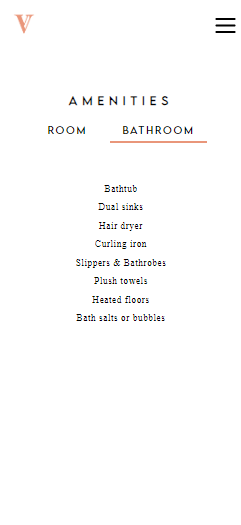 V
AMENITIES
ROOM BATHROOM
Bathtub
Dual sinks
Hair dryer
Curling iron
Slippers & Bathrobes
Plush towels
Heated floors
Bath salts or bubbles